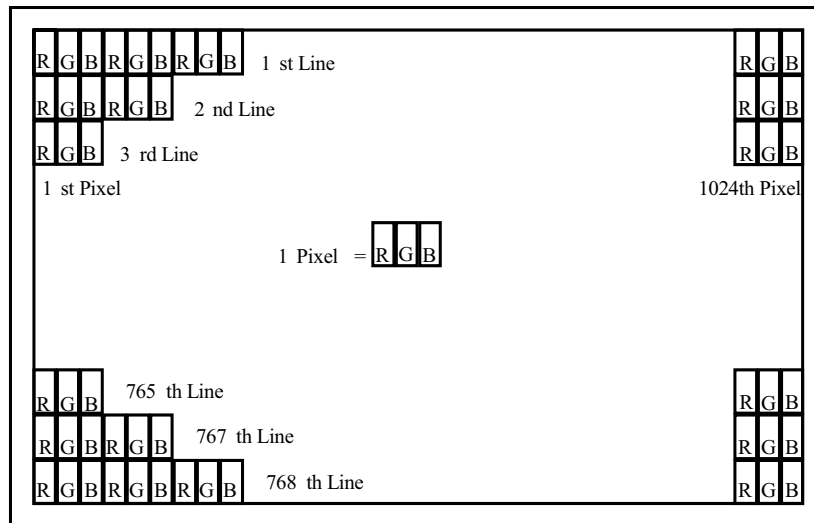 R G B R G B R G B 1 st Line R G B
R G B R G B 2 nd Line R G B
R G B 3 rd Line R G B
1 st Pixel 1024th Pixel
1 Pixel = R G B
R G B 765 th Line R G B
R G B R G B 767 th Line R G B
R G B R G B R G B 768 th Line R G B